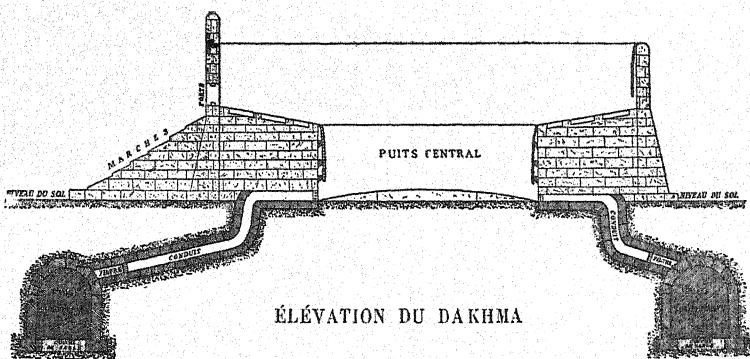 PORTE
MARCHES
PUITS CENTRAL
NIVEAU DU SOL
NIVEAU DU SOL
CONDUIT
FILTRE
CONDUIT
FILTRE
ÉLÉVATION DU DAKHMA